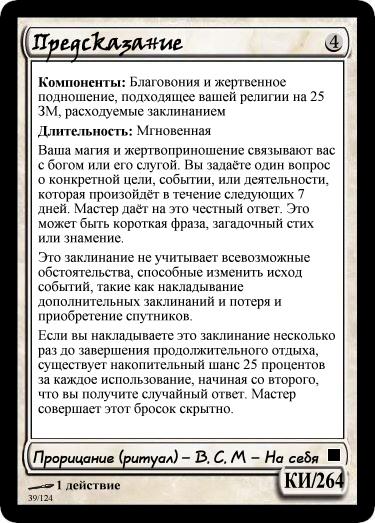 Предсказание
4
Компоненты: Благовония и жертвенное
подношение, подходящее вашей религии на 25
ЗМ, расходуемые заклинанием
Длительность: Мгновенная
Ваша магия и жертвоприношение связывают вас
с богом или его слугой. Вы задаёте один вопрос
о конкретной цели, событии, или деятельности,
которая произойдёт в течение следующих 7
дней. Мастер даёт на это честный ответ. Это
может быть короткая фраза, загадочный стих
или знамение.
Это заклинание не учитывает всевозможные
обстоятельства, способные изменить исход
событий, такие как накладывание
дополнительных заклинаний и потеря и
приобретение спутников.
Если вы накладываете это заклинание несколько
раз до завершения продолжительного отдыха,
существует накопительный шанс 25 процентов
за каждое использование, начиная со второго,
что вы получите случайный ответ. Мастер
совершает этот бросок скрытно.
Прорицание (ритуал) – В, С, М – На себя
КИ/264
1 действие
39/124